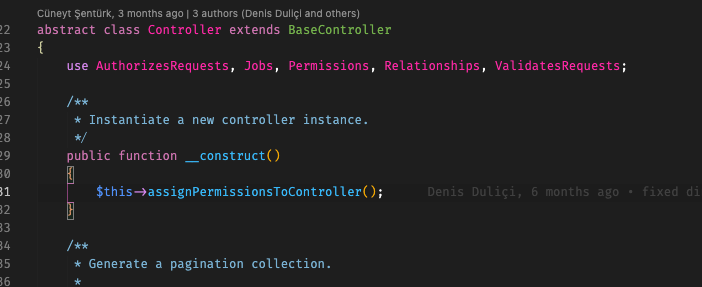 Cüneyt Şentürk, 3 months ago | 3 authors (Denis Duliçi and others)
22 abstract class Controller extends BaseController
23 {
24 use AuthorizesRequests, Jobs, Permissions, Relationships, ValidatesRequests;
25
26 /**
27 * Instantiate a new controller instance.
28 */
29 public function __construct()
30 {
31 $this->assignPermissionsToController(); Denis Duliçi, 6 months ago • fixed di
32 }
33
34 /**
35 * Generate a pagination collection.
36 *